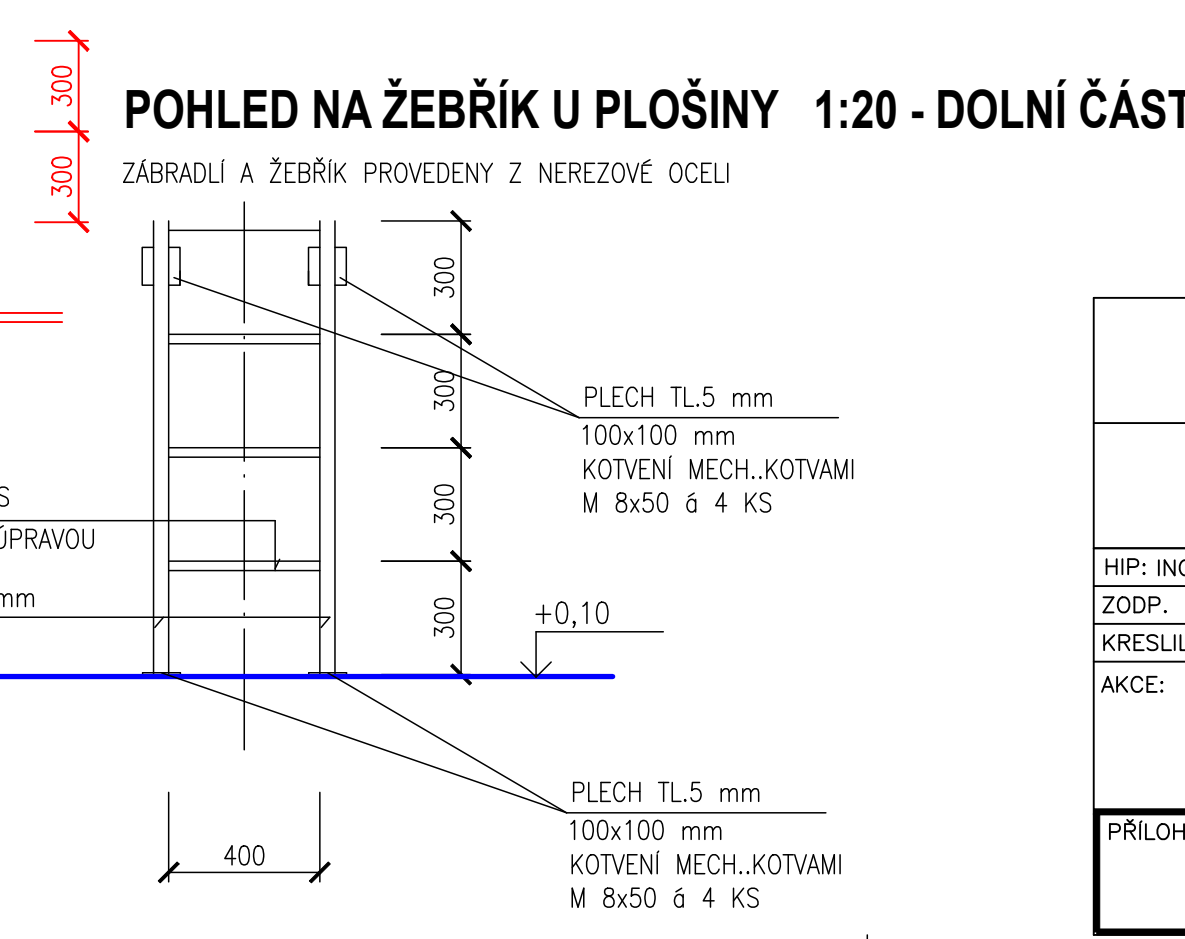 300
300
POHLED NA ŽEBŘÍK U PLOŠINY 1:20 - DOLNÍ ČÁST
ZÁBRADLÍ A ŽEBŘÍK PROVEDENY Z NEREZOVÉ OCELI
300
300
300
300
PLECH TL.5 mm
100x100 mm
KOTVENÍ MECH..KOTVAMI
M 8x50 á 4 KS
S
ÚPRAVOU
mm
+0,10
PLECH TL.5 mm
100x100 mm
KOTVENÍ MECH..KOTVAMI
M 8x50 á 4 KS
400
HIP: ING
ZODP.
KRESLIL
AKCE:
PŘÍLOH